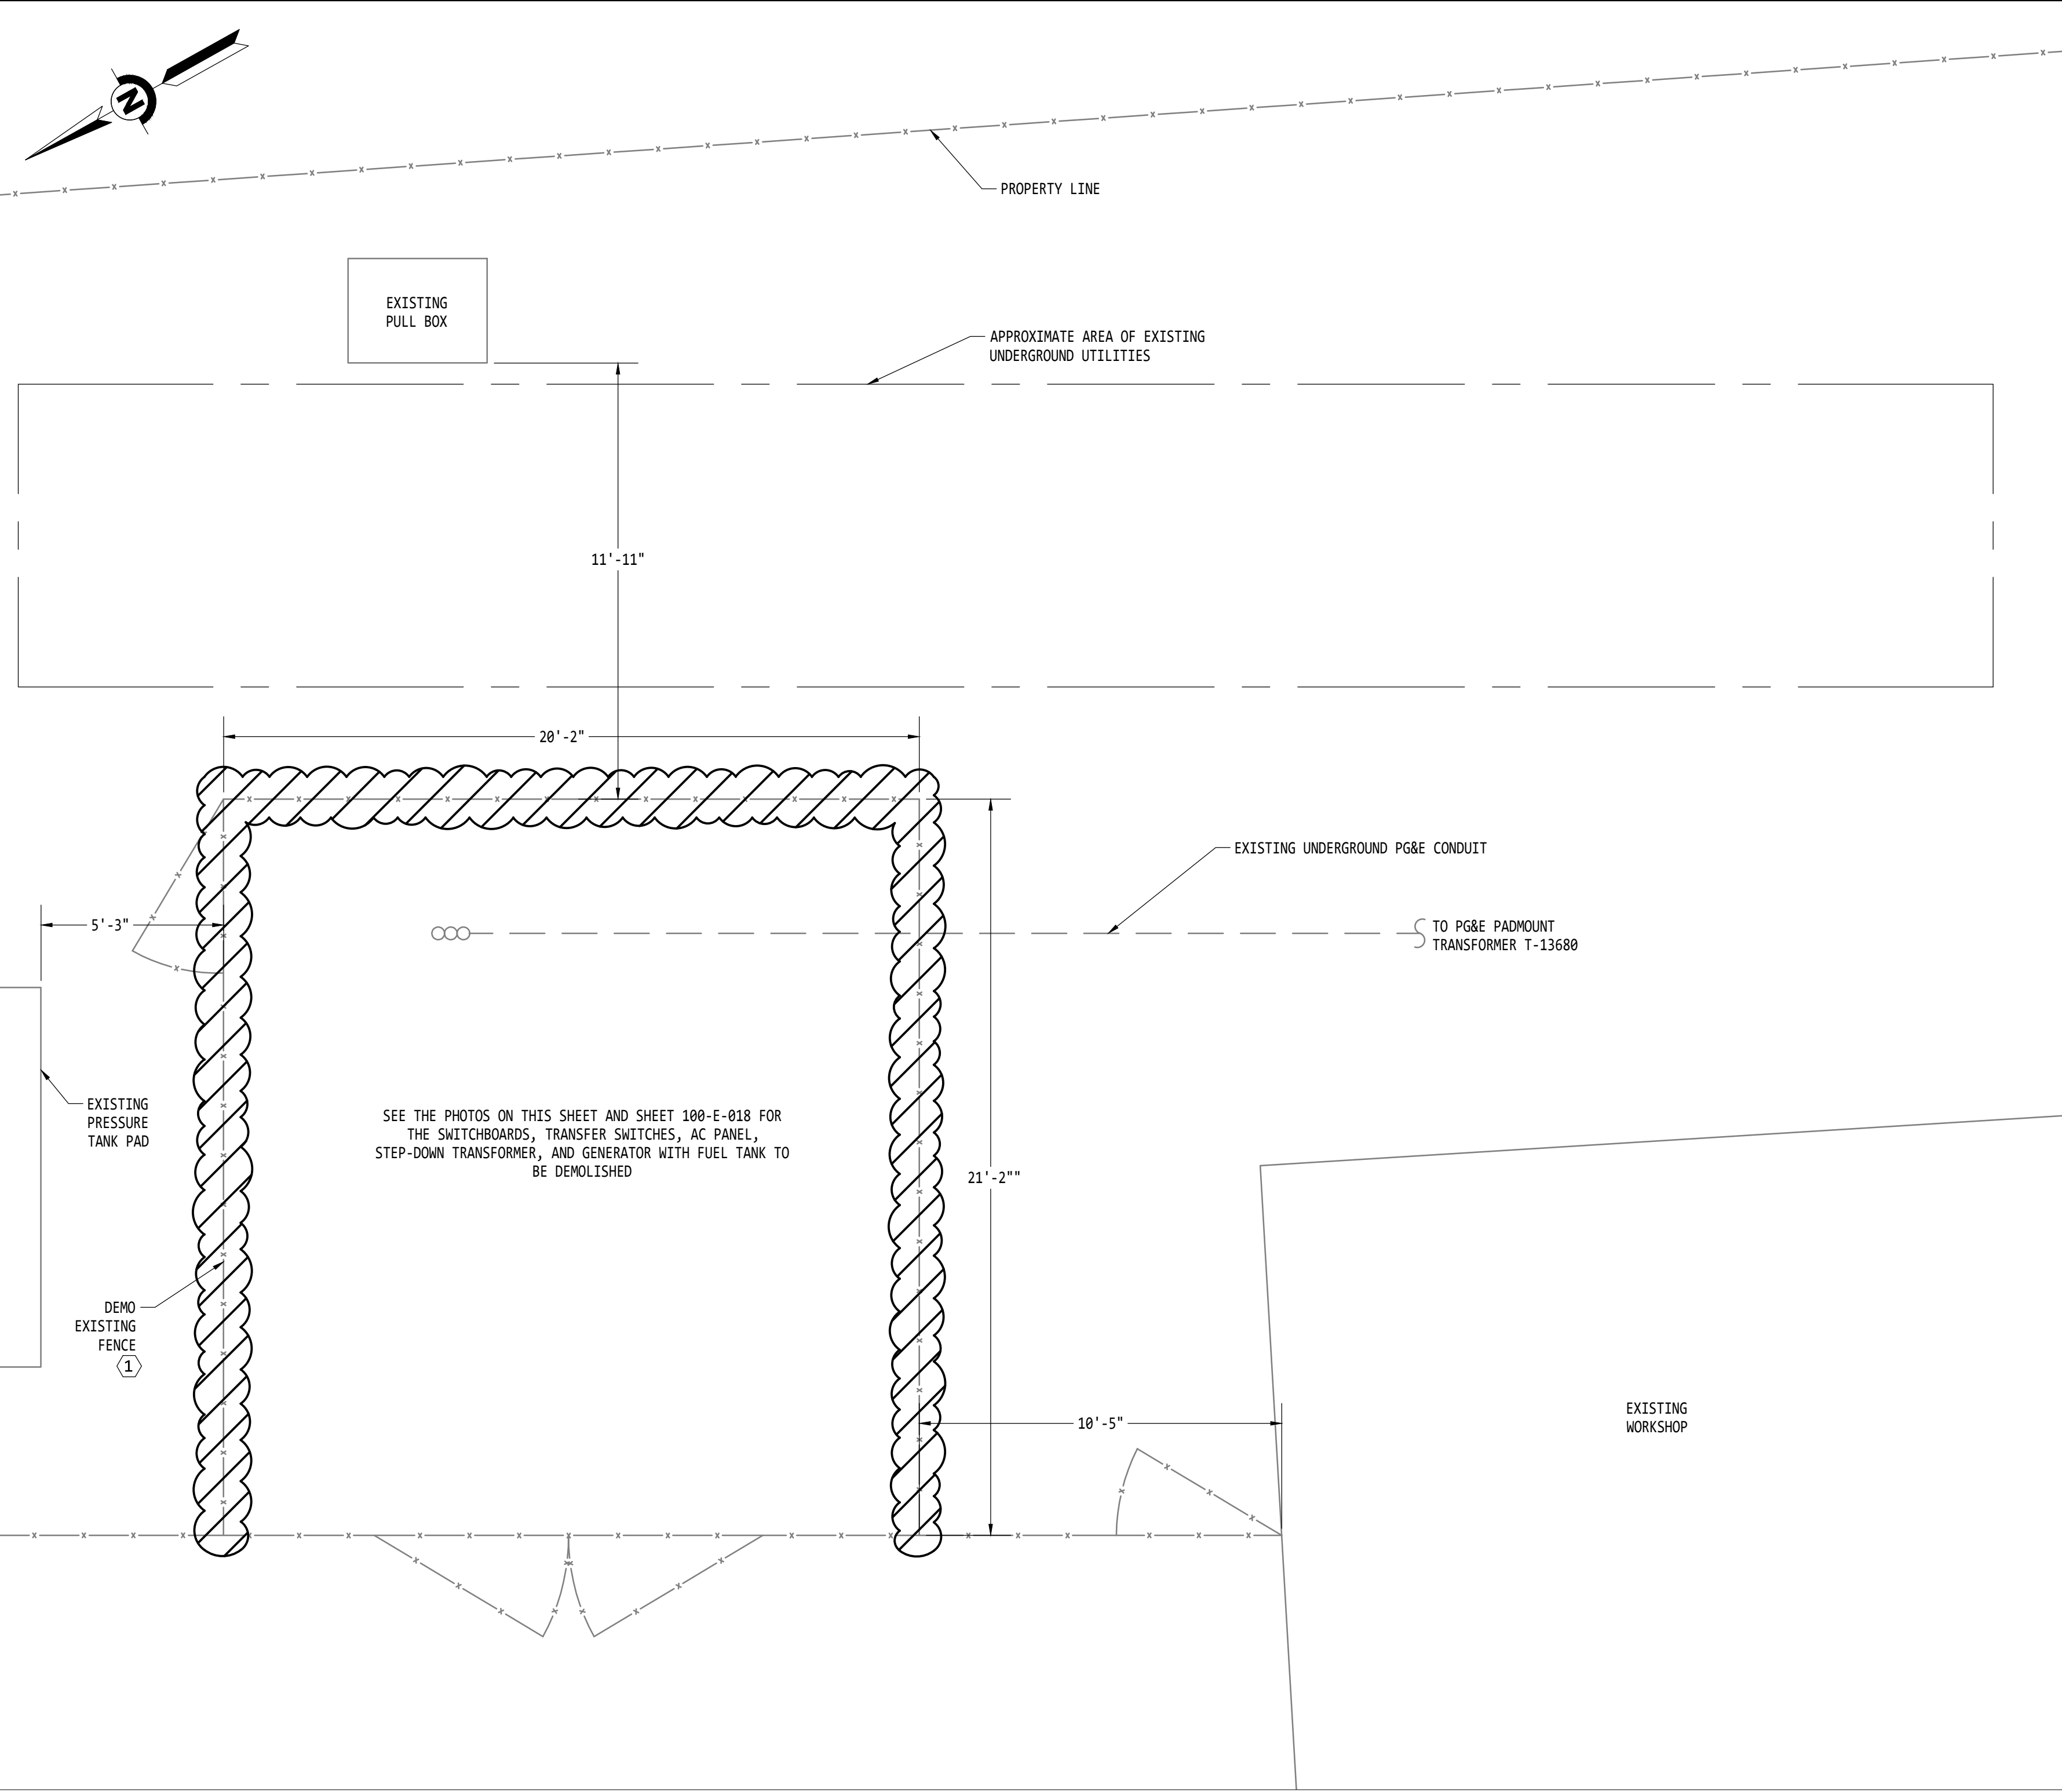 N
PROPERTY LINE
EXISTING
PULL BOX
APPROXIMATE AREA OF EXISTING
UNDERGROUND UTILITIES
11'-11"
20'-2"
EXISTING UNDERGROUND PG&E CONDUIT
5'-3"
TO PG&E PADMOUNT
TRANSFORMER T-13680
EXISTING
PRESSURE
TANK PAD
SEE THE PHOTOS ON THIS SHEET AND SHEET 100-E-018 FOR
THE SWITCHBOARDS, TRANSFER SWITCHES, AC PANEL,
STEP-DOWN TRANSFORMER, AND GENERATOR WITH FUEL TANK TO
BE DEMOLISHED
21'-2""
DEMO
EXISTING
FENCE
1
10'-5"
EXISTING
WORKSHOP